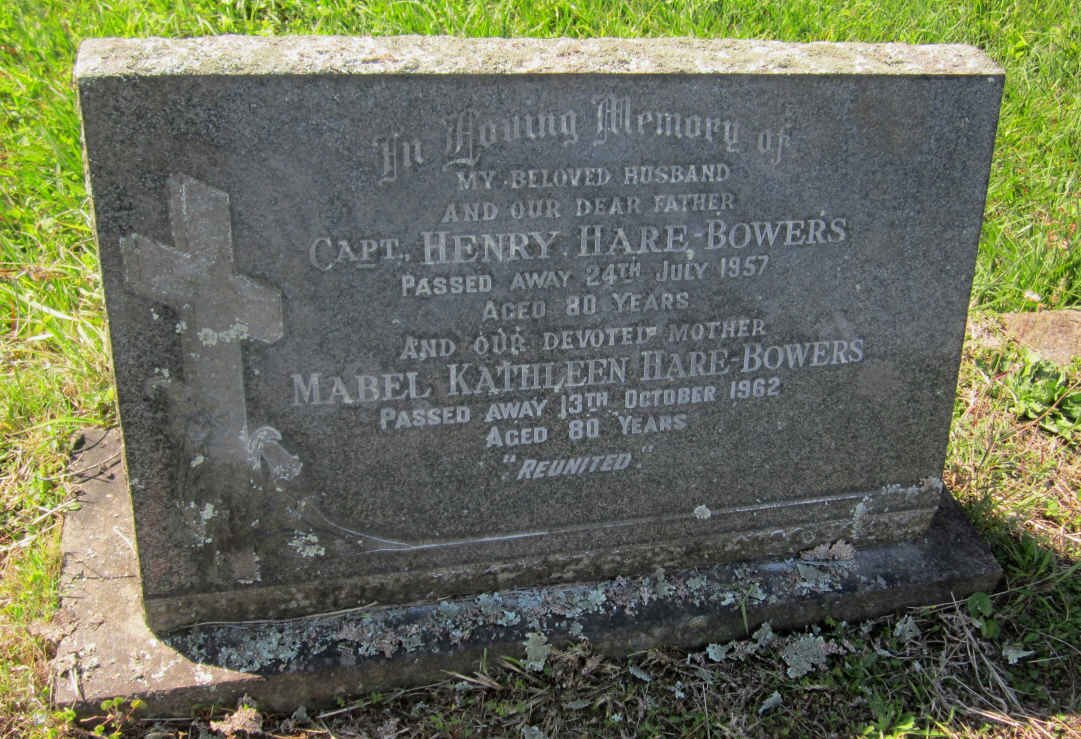 In Loving Memory of
MY BELOVED HUSBAND
AND OUR DEAR FATHER
CAPT. HENRY HARE-BOWERS
PASSED AWAY 24TH JULY 1957
AGED 80 YEARS
AND OUR DEVOTED MOTHER
MABEL KATHLEEN HARE-BOWERS
PASSED AWAY 13TH OCTOBER 1962
AGED 80 YEARS
"REUNITED."